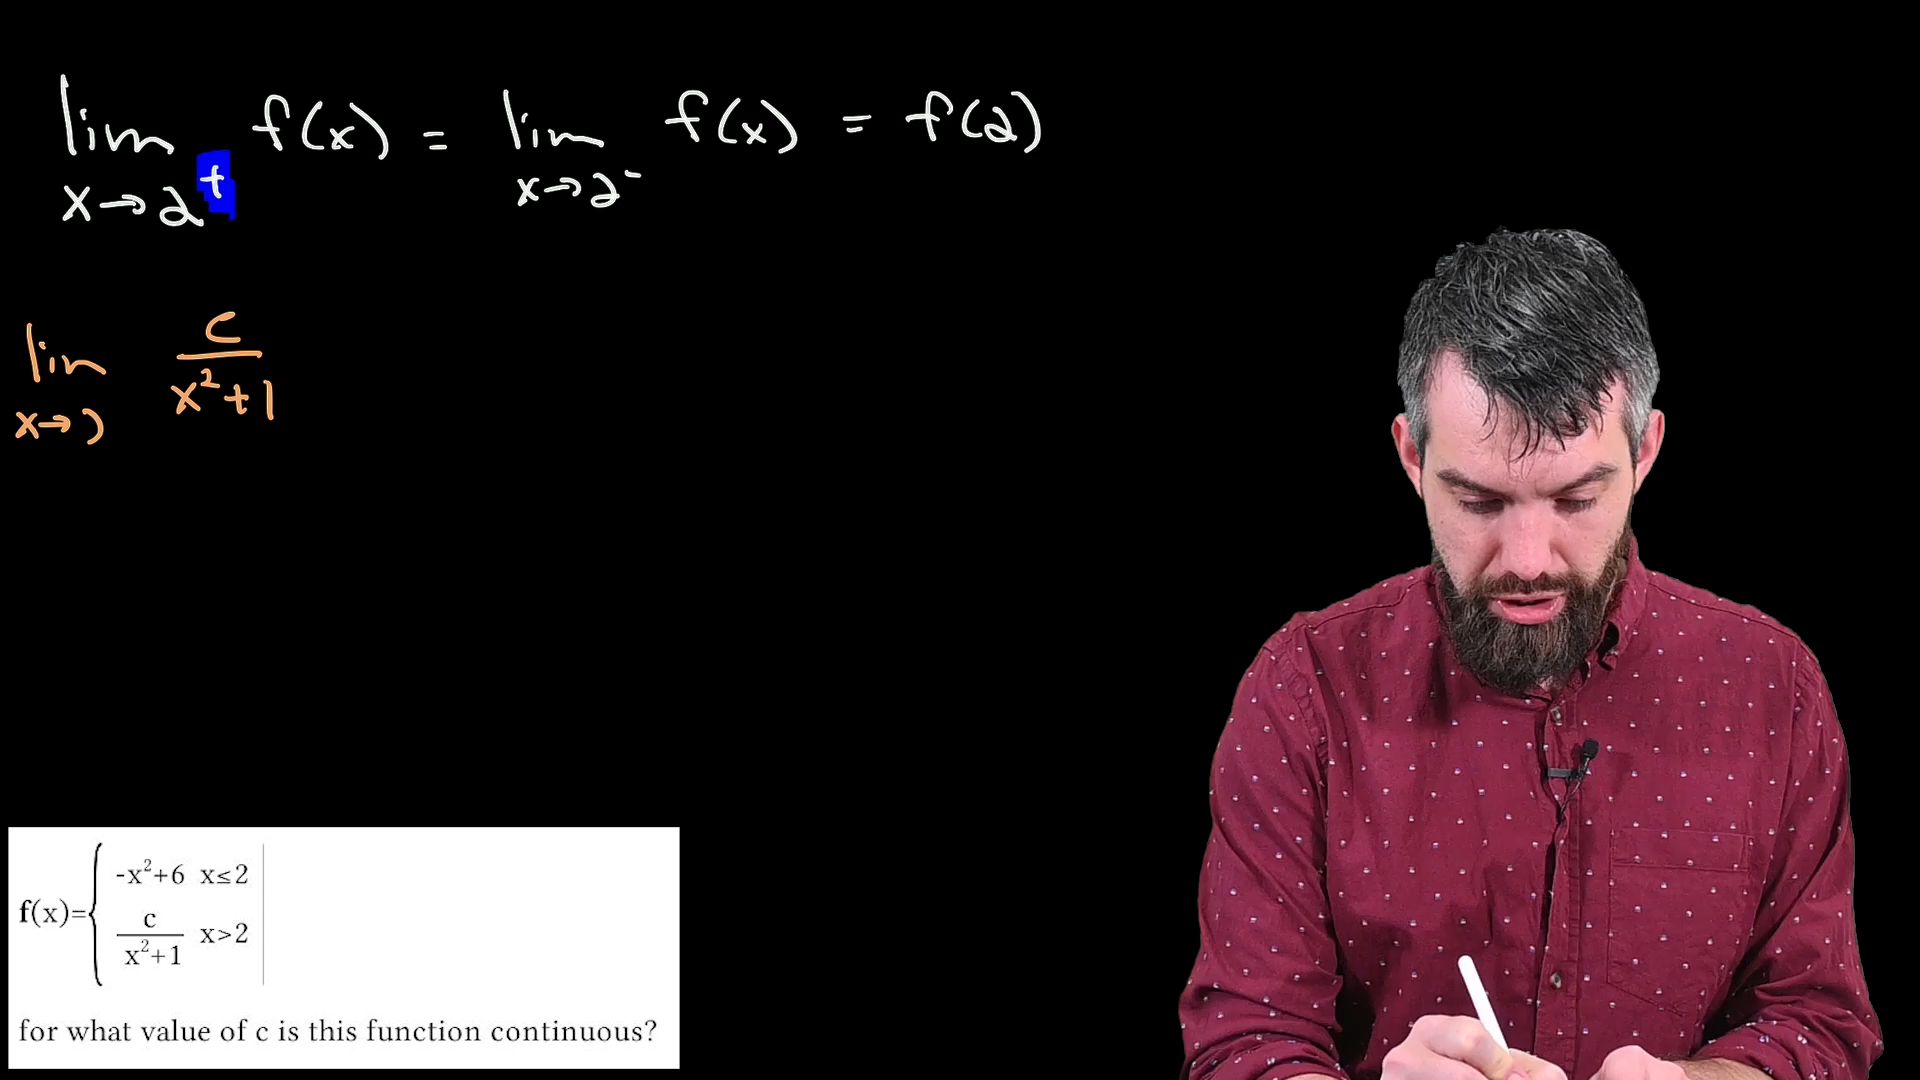 lim f(x) = lim f(x) = f(2)
x→2⁺ x→2⁻
lim c/(x²+1)
x→
f(x)={ -x²+6 x≤2
c/(x²+1) x>2
for what value of c is this function continuous?